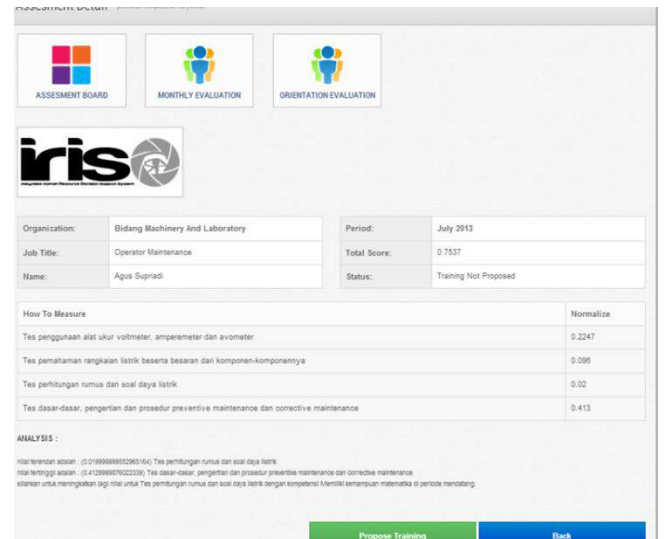 Assesment Detail
ASSESMENT BOARD
MONTHLY EVALUATION
ORIENTATION EVALUATION
iris
Organization: Bidang Machinery And Laboratory
Period: July 2013
Job Title: Operator Maintenance
Total Score: 0.7537
Name: Agus Supriadi
Status: Training Not Proposed
How To Measure Normalize
Tes penggunaan alat ukur voltmeter, amperemeter dan avometer 0.2247
Tes pemahaman rangkaian listrik beserta besaran dari komponen-komponennya 0.096
Tes perhitungan rumus dan soal daya listrik 0.02
Tes dasar-dasar, pengertian dan prosedur preventive maintenance dan corrective maintenance 0.413
ANALYSIS :
nilai terendah adalah : (0.01999999552965164) Tes perhitungan rumus dan soal daya listrik
nilai tertinggi adalah : (0.4129999876022339) Tes dasar-dasar, pengertian dan prosedur preventive maintenance dan corrective maintenance
silahkan untuk meningkatkan lagi nilai untuk Tes perhitungan rumus dan soal daya listrik dengan kompetensi Memiliki kemampuan matematika di periode mendatang.
Propose Training
Back